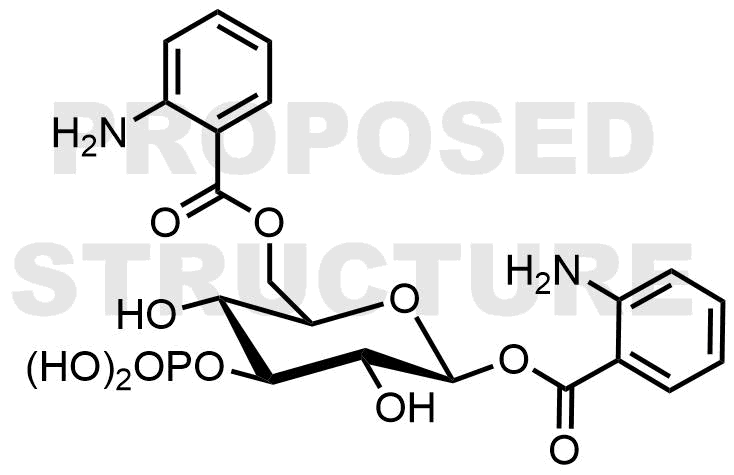 PROPOSED
H₂N
O
O
STRUCTURE
H₂N
O
HO
(HO)₂OPO
O
OH
O